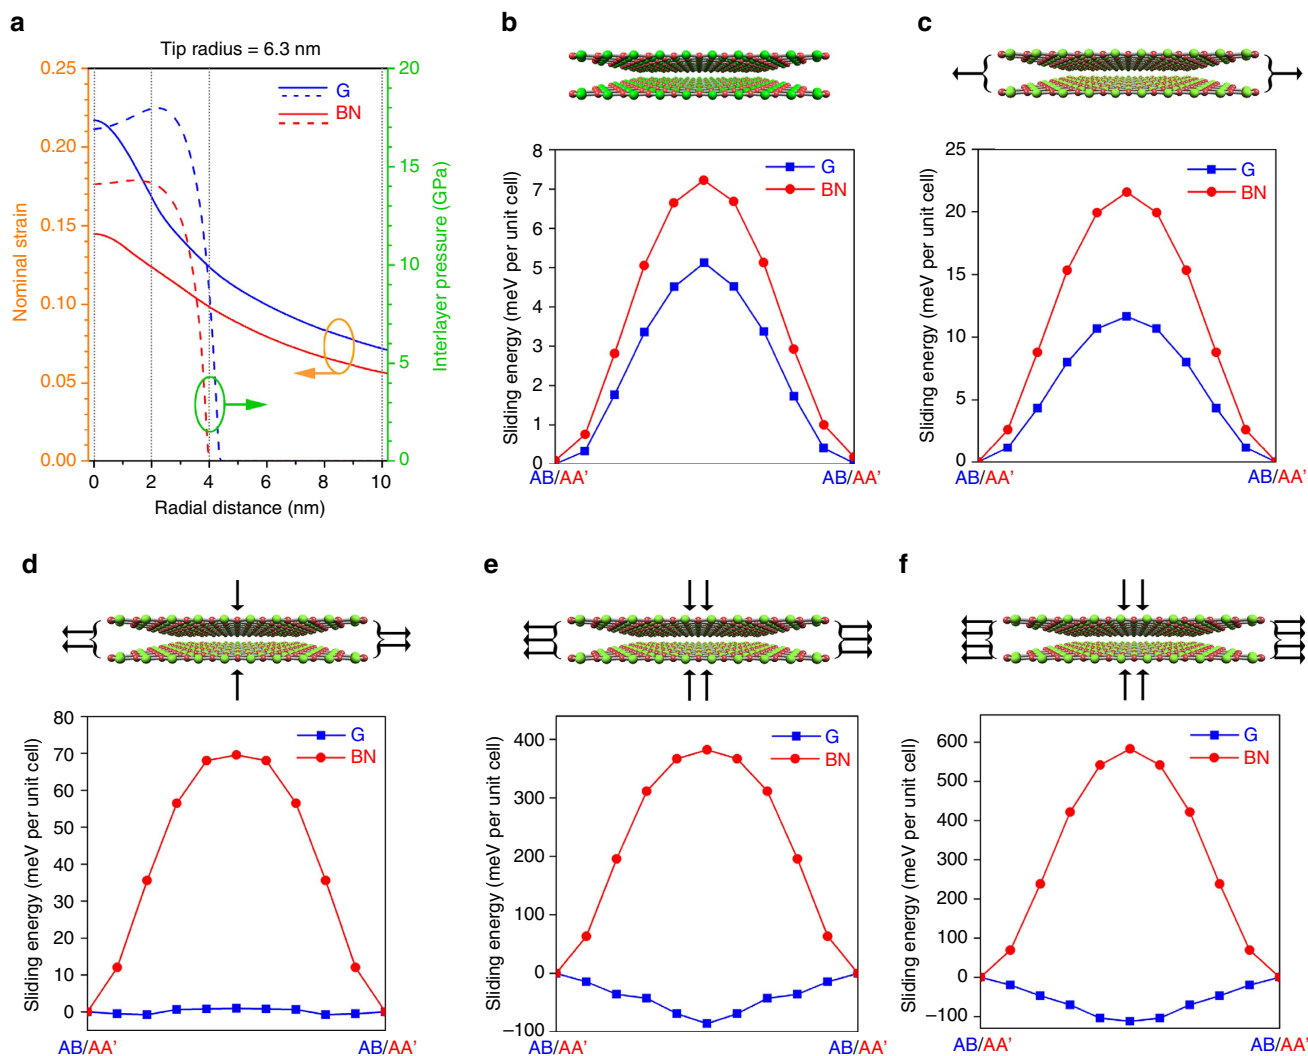 a
Tip radius = 6.3 nm
0.25
0.20
0.15
0.10
0.05
0.00
Nominal strain
20
15
10
5
0
Interlayer pressure (GPa)
G
BN
0 2 4 6 8 10
Radial distance (nm)
b
8
7
6
5
4
3
2
1
0
Sliding energy (meV per unit cell)
G
BN
AB/AA' AB/AA'
c
25
20
15
10
5
0
Sliding energy (meV per unit cell)
G
BN
AB/AA' AB/AA'
d
80
70
60
50
40
30
20
10
0
Sliding energy (meV per unit cell)
G
BN
AB/AA' AB/AA'
e
400
300
200
100
0
–100
Sliding energy (meV per unit cell)
G
BN
AB/AA' AB/AA'
f
600
500
400
300
200
100
0
–100
Sliding energy (meV per unit cell)
G
BN
AB/AA' AB/AA'